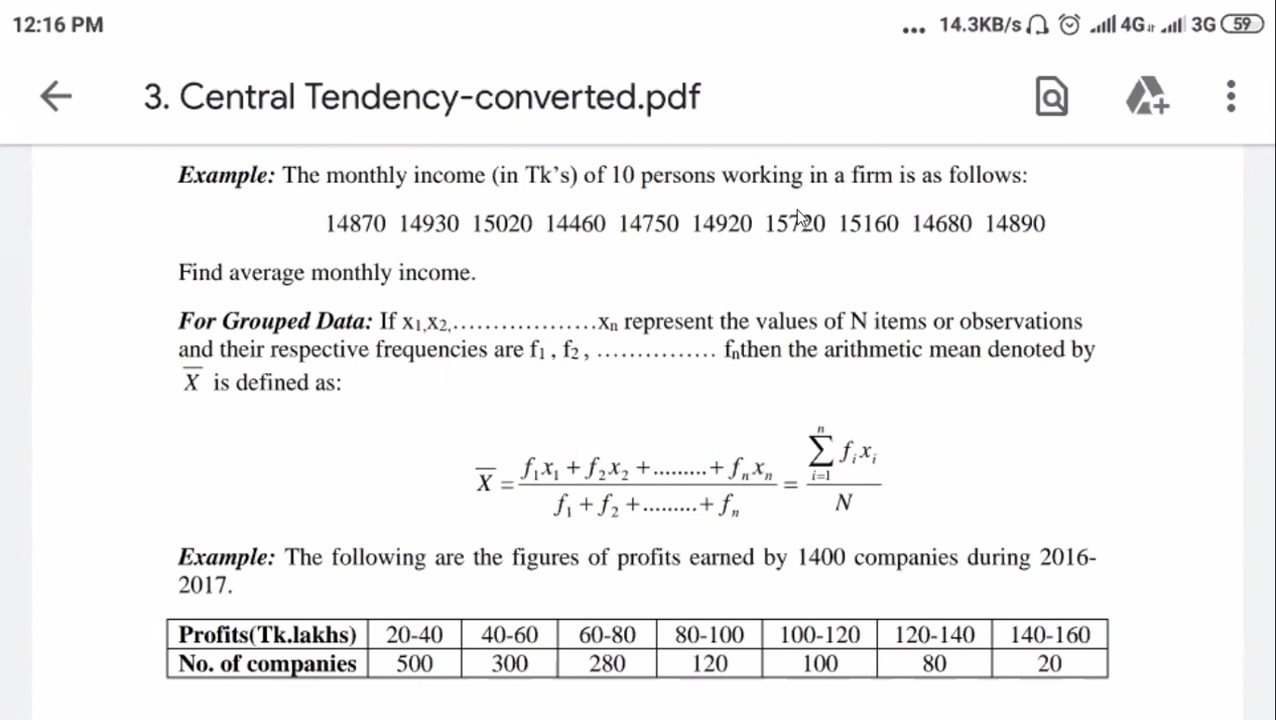 12:16 PM ... 14.3KB/s 4G 3G 59
3. Central Tendency-converted.pdf
Example: The monthly income (in Tk's) of 10 persons working in a firm is as follows:
14870 14930 15020 14460 14750 14920 15720 15160 14680 14890
Find average monthly income.
For Grouped Data: If x₁,x₂,...................xₙ represent the values of N items or observations
and their respective frequencies are f₁ , f₂ , ............... fₙthen the arithmetic mean denoted by
X̅ is defined as:
X̅ = (f₁x₁ + f₂x₂ +.........+ fₙxₙ) / (f₁ + f₂ +.........+ fₙ) = (∑ⁿᵢ₌₁ fᵢxᵢ) / N
Example: The following are the figures of profits earned by 1400 companies during 2016-
2017.
Profits(Tk.lakhs) 20-40 40-60 60-80 80-100 100-120 120-140 140-160
No. of companies 500 300 280 120 100 80 20